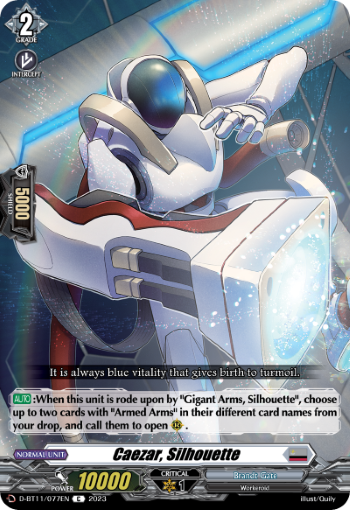 2
GRADE
INTERCEPT
5000
SHIELD
It is always blue vitality that gives birth to turmoil.
AUTO :When this unit is rode upon by "Gigant Arms, Silhouette", choose
up to two cards with "Armed Arms" in their different card names from
your drop, and call them to open .
NORMAL UNIT
Caezar, Silhouette
POWER 10000
CRITICAL
1
Brandt Gate
Workeroid
D-BT11/077EN C 2023
illust/Quily